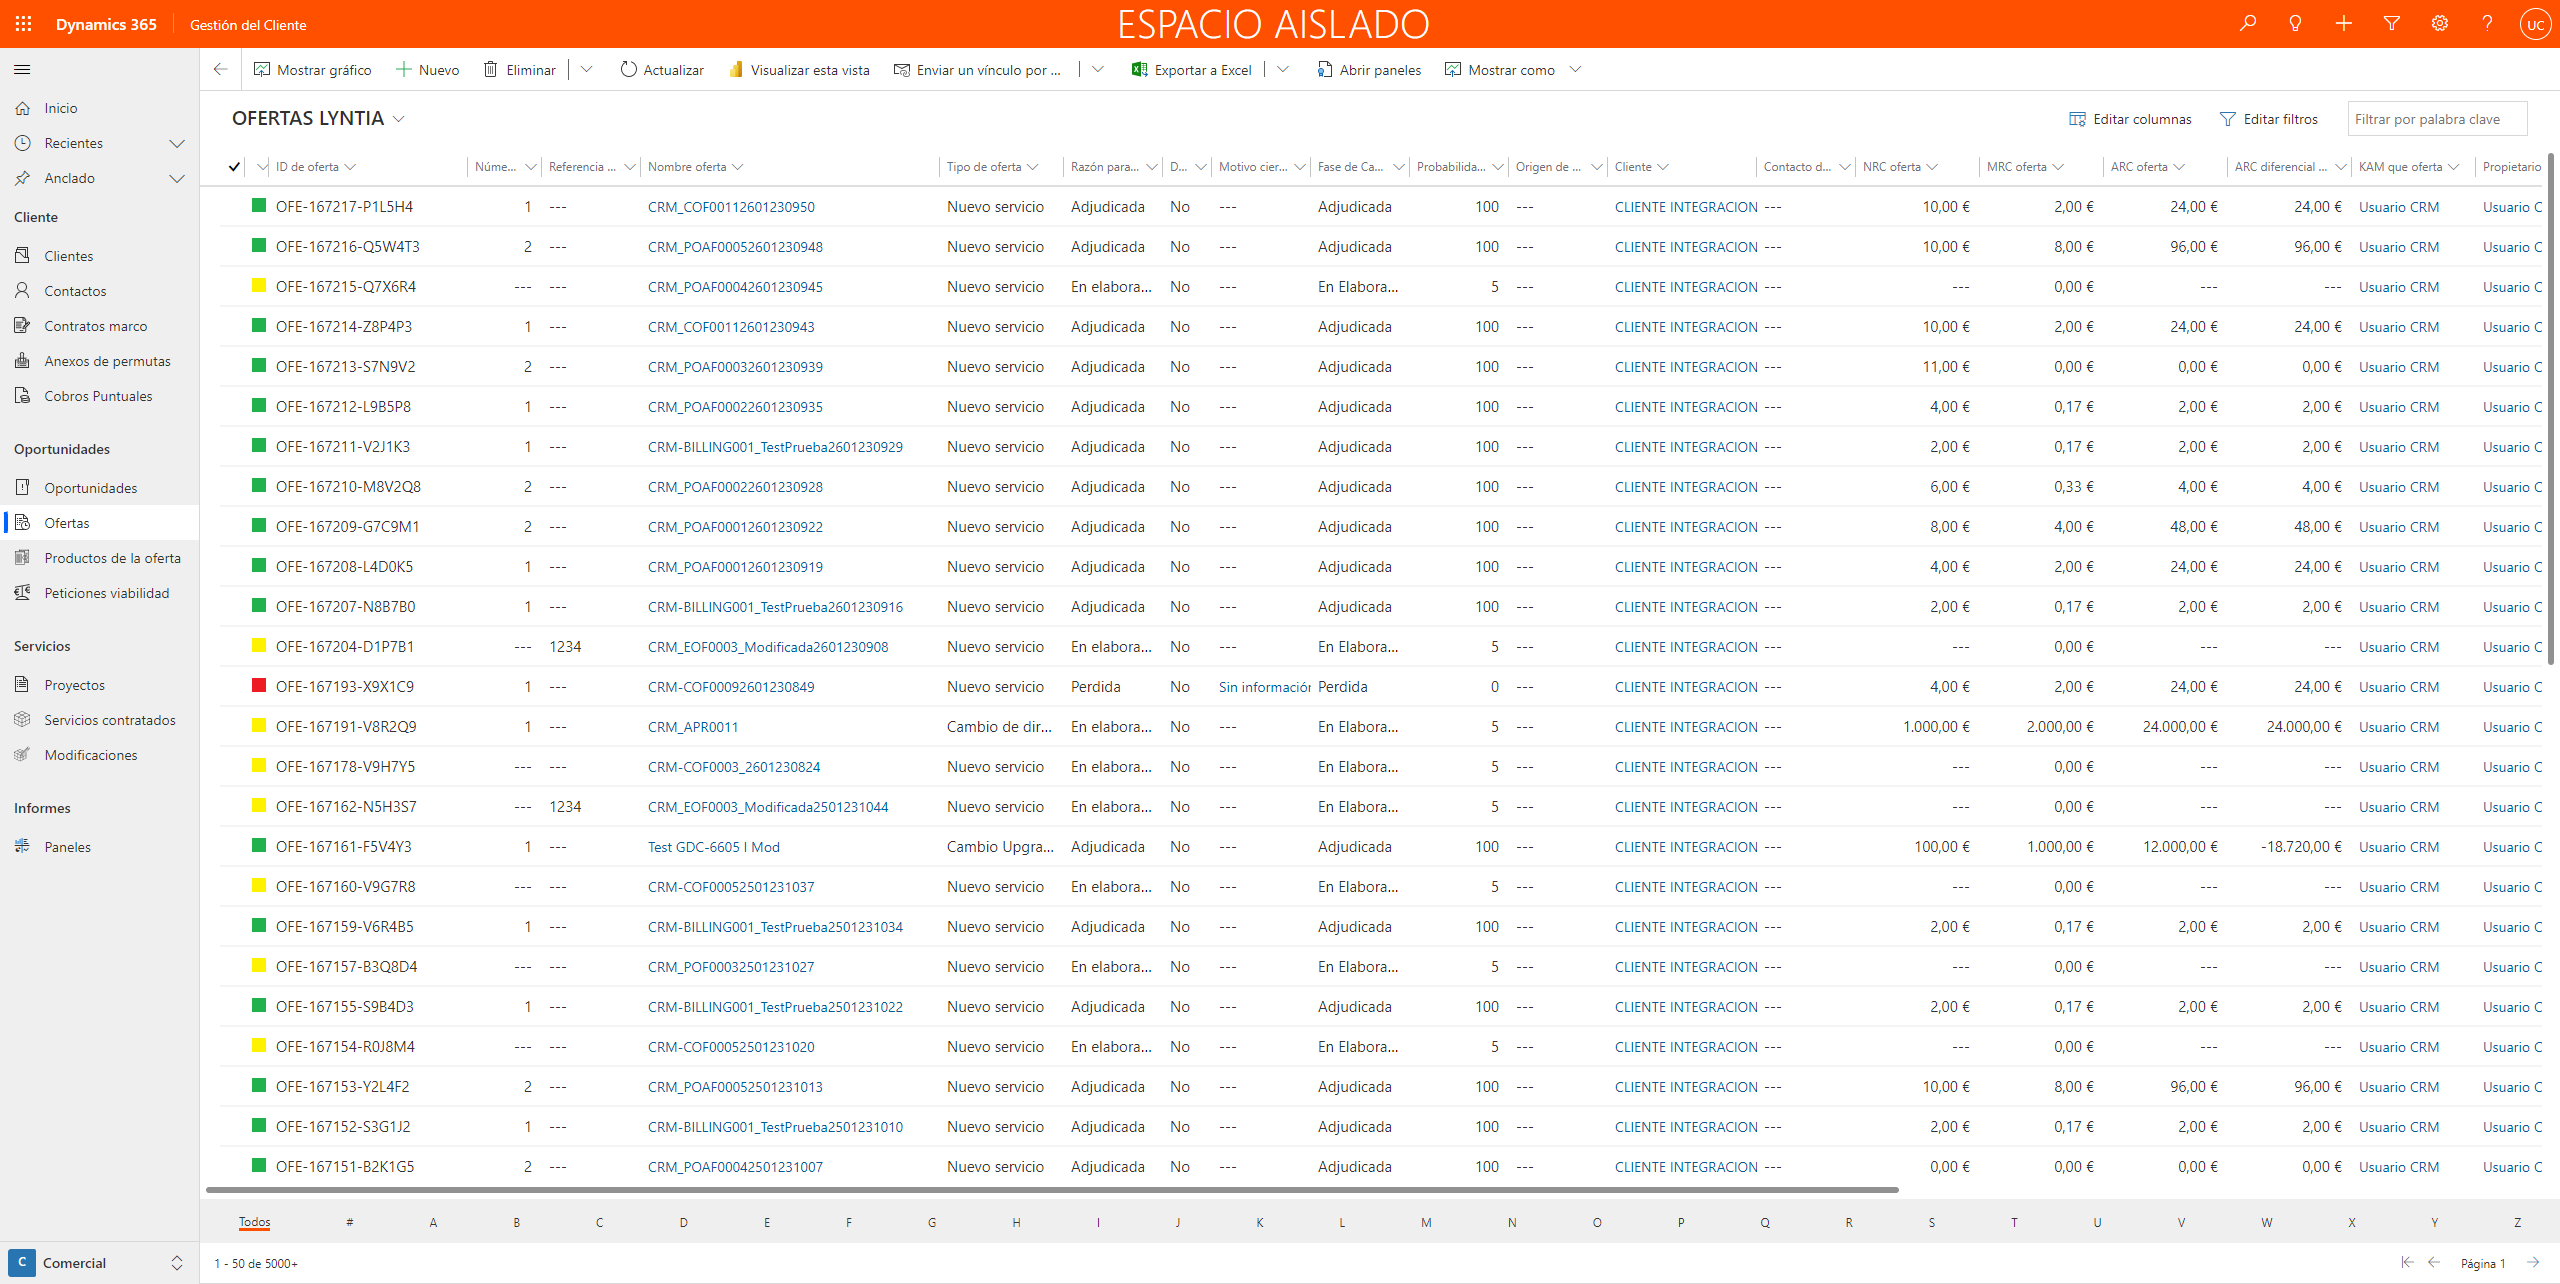 Dynamics 365 Gestión del Cliente ESPACIO AISLADO UC
Mostrar gráfico Nuevo Eliminar Actualizar Visualizar esta vista Enviar un vínculo por ... Exportar a Excel Abrir paneles Mostrar como
Inicio
Recientes
Anclado
Cliente
Clientes
Contactos
Contratos marco
Anexos de permutas
Cobros Puntuales
Oportunidades
Oportunidades
Ofertas
Productos de la oferta
Peticiones viabilidad
Servicios
Proyectos
Servicios contratados
Modificaciones
Informes
Paneles
C Comercial
OFERTAS LYNTIA Editar columnas Editar filtros Filtrar por palabra clave
ID de oferta Núme... Referencia ... Nombre oferta Tipo de oferta Razón para... D... Motivo cier... Fase de Ca... Probabilida... Origen de ... Cliente Contacto d... NRC oferta MRC oferta ARC oferta ARC diferencial ... KAM que oferta Propietario
OFE-167217-P1L5H4 1 --- CRM_COF00112601230950 Nuevo servicio Adjudicada No --- Adjudicada 100 --- CLIENTE INTEGRACION --- 10,00 € 2,00 € 24,00 € 24,00 € Usuario CRM Usuario C
OFE-167216-Q5W4T3 2 --- CRM_POAF00052601230948 Nuevo servicio Adjudicada No --- Adjudicada 100 --- CLIENTE INTEGRACION --- 10,00 € 8,00 € 96,00 € 96,00 € Usuario CRM Usuario C
OFE-167215-Q7X6R4 --- --- CRM_POAF00042601230945 Nuevo servicio En elabora... No --- En Elabora... 5 --- CLIENTE INTEGRACION --- --- 0,00 € --- --- Usuario CRM Usuario C
OFE-167214-Z8P4P3 1 --- CRM_COF00112601230943 Nuevo servicio Adjudicada No --- Adjudicada 100 --- CLIENTE INTEGRACION --- 10,00 € 2,00 € 24,00 € 24,00 € Usuario CRM Usuario C
OFE-167213-S7N9V2 2 --- CRM_POAF00032601230939 Nuevo servicio Adjudicada No --- Adjudicada 100 --- CLIENTE INTEGRACION --- 11,00 € 0,00 € 0,00 € 0,00 € Usuario CRM Usuario C
OFE-167212-L9B5P8 1 --- CRM_POAF00022601230935 Nuevo servicio Adjudicada No --- Adjudicada 100 --- CLIENTE INTEGRACION --- 4,00 € 0,17 € 2,00 € 2,00 € Usuario CRM Usuario C
OFE-167211-V2J1K3 1 --- CRM-BILLING001_TestPrueba2601230929 Nuevo servicio Adjudicada No --- Adjudicada 100 --- CLIENTE INTEGRACION --- 2,00 € 0,17 € 2,00 € 2,00 € Usuario CRM Usuario C
OFE-167210-M8V2Q8 2 --- CRM_POAF00022601230928 Nuevo servicio Adjudicada No --- Adjudicada 100 --- CLIENTE INTEGRACION --- 6,00 € 0,33 € 4,00 € 4,00 € Usuario CRM Usuario C
OFE-167209-G7C9M1 2 --- CRM_POAF00012601230922 Nuevo servicio Adjudicada No --- Adjudicada 100 --- CLIENTE INTEGRACION --- 8,00 € 4,00 € 48,00 € 48,00 € Usuario CRM Usuario C
OFE-167208-L4D0K5 1 --- CRM_POAF00012601230919 Nuevo servicio Adjudicada No --- Adjudicada 100 --- CLIENTE INTEGRACION --- 4,00 € 2,00 € 24,00 € 24,00 € Usuario CRM Usuario C
OFE-167207-N8B7B0 1 --- CRM-BILLING001_TestPrueba2601230916 Nuevo servicio Adjudicada No --- Adjudicada 100 --- CLIENTE INTEGRACION --- 2,00 € 0,17 € 2,00 € 2,00 € Usuario CRM Usuario C
OFE-167204-D1P7B1 --- 1234 CRM_EOF0003_Modificada2601230908 Nuevo servicio En elabora... No --- En Elabora... 5 --- CLIENTE INTEGRACION --- --- 0,00 € --- --- Usuario CRM Usuario C
OFE-167193-X9X1C9 1 --- CRM-COF00092601230849 Nuevo servicio Perdida No Sin información Perdida 0 --- CLIENTE INTEGRACION --- 4,00 € 2,00 € 24,00 € 24,00 € Usuario CRM Usuario C
OFE-167191-V8R2Q9 1 --- CRM_APR0011 Cambio de dir... En elabora... No --- En Elabora... 5 --- CLIENTE INTEGRACION --- 1.000,00 € 2.000,00 € 24.000,00 € 24.000,00 € Usuario CRM Usuario C
OFE-167178-V9H7Y5 --- --- CRM-COF0003_2601230824 Nuevo servicio En elabora... No --- En Elabora... 5 --- CLIENTE INTEGRACION --- --- 0,00 € --- --- Usuario CRM Usuario C
OFE-167162-N5H3S7 --- 1234 CRM_EOF0003_Modificada2501231044 Nuevo servicio En elabora... No --- En Elabora... 5 --- CLIENTE INTEGRACION --- --- 0,00 € --- --- Usuario CRM Usuario C
OFE-167161-F5V4Y3 1 --- Test GDC-6605 I Mod Cambio Upgra... Adjudicada No --- Adjudicada 100 --- CLIENTE INTEGRACION --- 100,00 € 1.000,00 € 12.000,00 € -18.720,00 € Usuario CRM Usuario C
OFE-167160-V9G7R8 --- --- CRM-COF00052501231037 Nuevo servicio En elabora... No --- En Elabora... 5 --- CLIENTE INTEGRACION --- --- 0,00 € --- --- Usuario CRM Usuario C
OFE-167159-V6R4B5 1 --- CRM-BILLING001_TestPrueba2501231034 Nuevo servicio Adjudicada No --- Adjudicada 100 --- CLIENTE INTEGRACION --- 2,00 € 0,17 € 2,00 € 2,00 € Usuario CRM Usuario C
OFE-167157-B3Q8D4 --- --- CRM_POF00032501231027 Nuevo servicio En elabora... No --- En Elabora... 5 --- CLIENTE INTEGRACION --- --- 0,00 € --- --- Usuario CRM Usuario C
OFE-167155-S9B4D3 1 --- CRM-BILLING001_TestPrueba2501231022 Nuevo servicio Adjudicada No --- Adjudicada 100 --- CLIENTE INTEGRACION --- 2,00 € 0,17 € 2,00 € 2,00 € Usuario CRM Usuario C
OFE-167154-R0J8M4 --- --- CRM-COF00052501231020 Nuevo servicio En elabora... No --- En Elabora... 5 --- CLIENTE INTEGRACION --- --- 0,00 € --- --- Usuario CRM Usuario C
OFE-167153-Y2L4F2 2 --- CRM_POAF00052501231013 Nuevo servicio Adjudicada No --- Adjudicada 100 --- CLIENTE INTEGRACION --- 10,00 € 8,00 € 96,00 € 96,00 € Usuario CRM Usuario C
OFE-167152-S3G1J2 1 --- CRM-BILLING001_TestPrueba2501231010 Nuevo servicio Adjudicada No --- Adjudicada 100 --- CLIENTE INTEGRACION --- 2,00 € 0,17 € 2,00 € 2,00 € Usuario CRM Usuario C
OFE-167151-B2K1G5 2 --- CRM_POAF00042501231007 Nuevo servicio Adjudicada No --- Adjudicada 100 --- CLIENTE INTEGRACION --- 0,00 € 0,00 € 0,00 € 0,00 € Usuario CRM Usuario C
Todos # A B C D E F G H I J K L M N O P Q R S T U V W X Y Z
1 - 50 de 5000+ Página 1